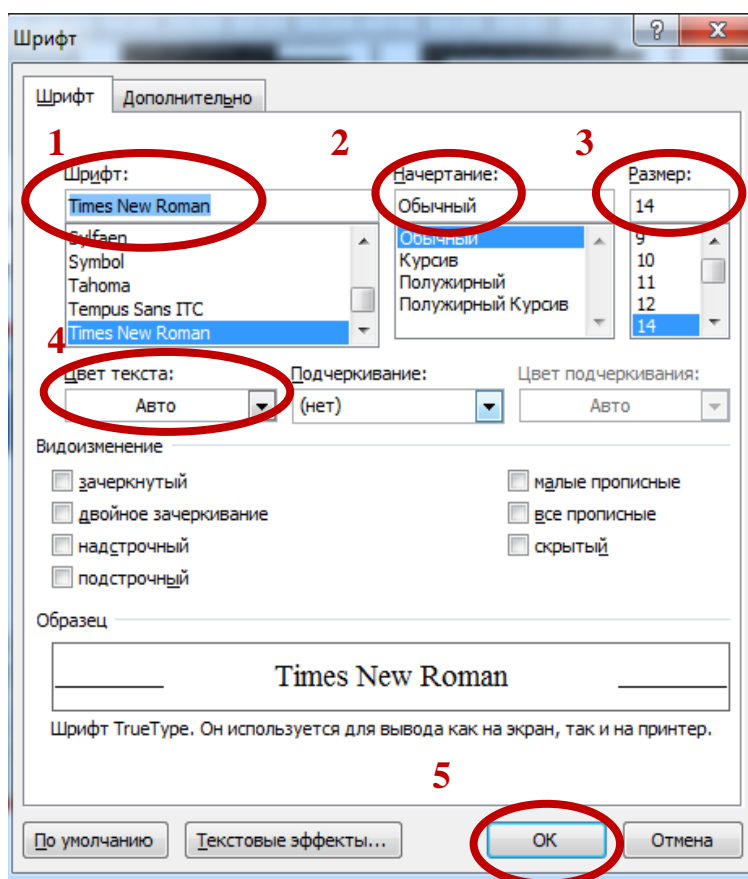 Шрифт
? X
Шрифт Дополнительно
1 2 3
Шрифт: Начертание: Размер:
Times New Roman Обычный 14
Sylfaen Обычный 9
Symbol Курсив 10
Tahoma Полужирный 11
Tempus Sans ITC Полужирный Курсив 12
Times New Roman 14
4
Цвет текста: Подчеркивание: Цвет подчеркивания:
Авто (нет) Авто
Видоизменение
зачеркнутый малые прописные
двойное зачеркивание все прописные
надстрочный скрытый
подстрочный
Образец
Times New Roman
Шрифт TrueType. Он используется для вывода как на экран, так и на принтер.
5
По умолчанию Текстовые эффекты... ОК Отмена